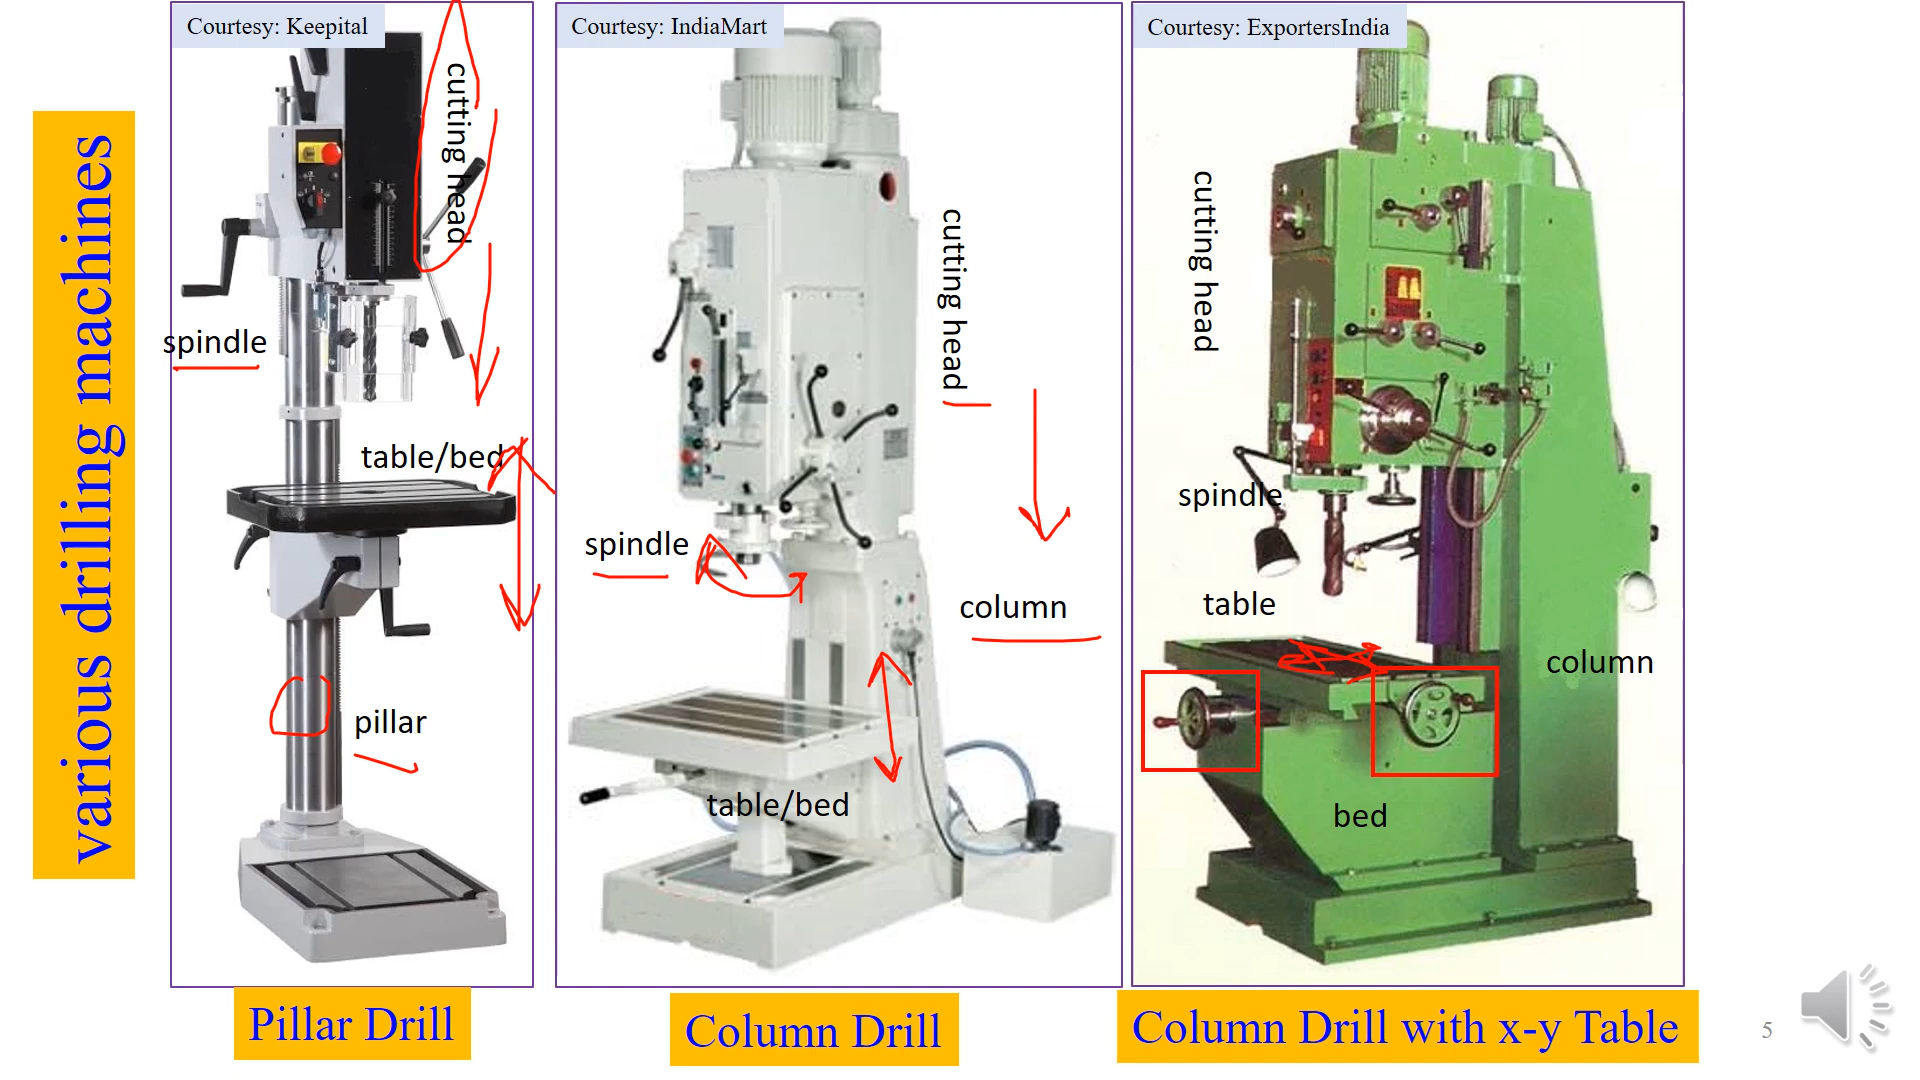 various drilling machines
Courtesy: Keepital
cutting head
spindle
table/bed
pillar
Pillar Drill
Courtesy: IndiaMart
cutting head
spindle
column
table/bed
Column Drill
Courtesy: ExportersIndia
cutting head
spindle
table
column
bed
Column Drill with x-y Table
5